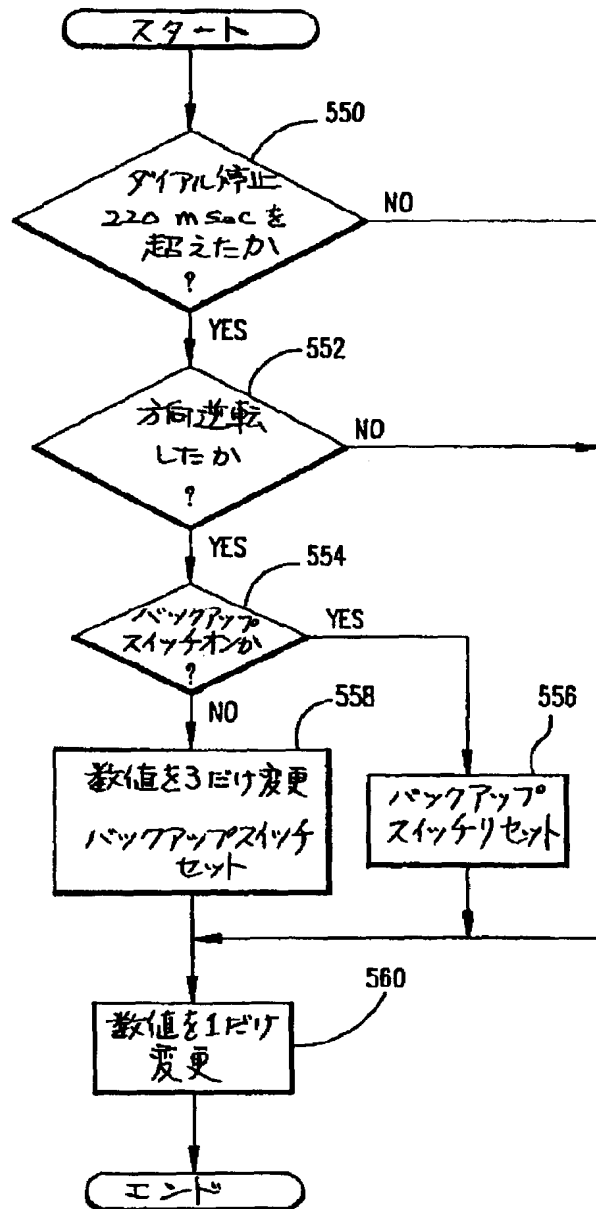 スタート
550
ダイアル停止
220 mSecを
超えたか
?
NO
YES
552
方向逆転
したか
?
NO
YES
554
バックアップ
スイッチオンか
?
YES
NO
558
数値を3だけ変更
バックアップスイッチ
セット
556
バックアップ
スイッチリセット
560
数値を1だけ
変更
エンド